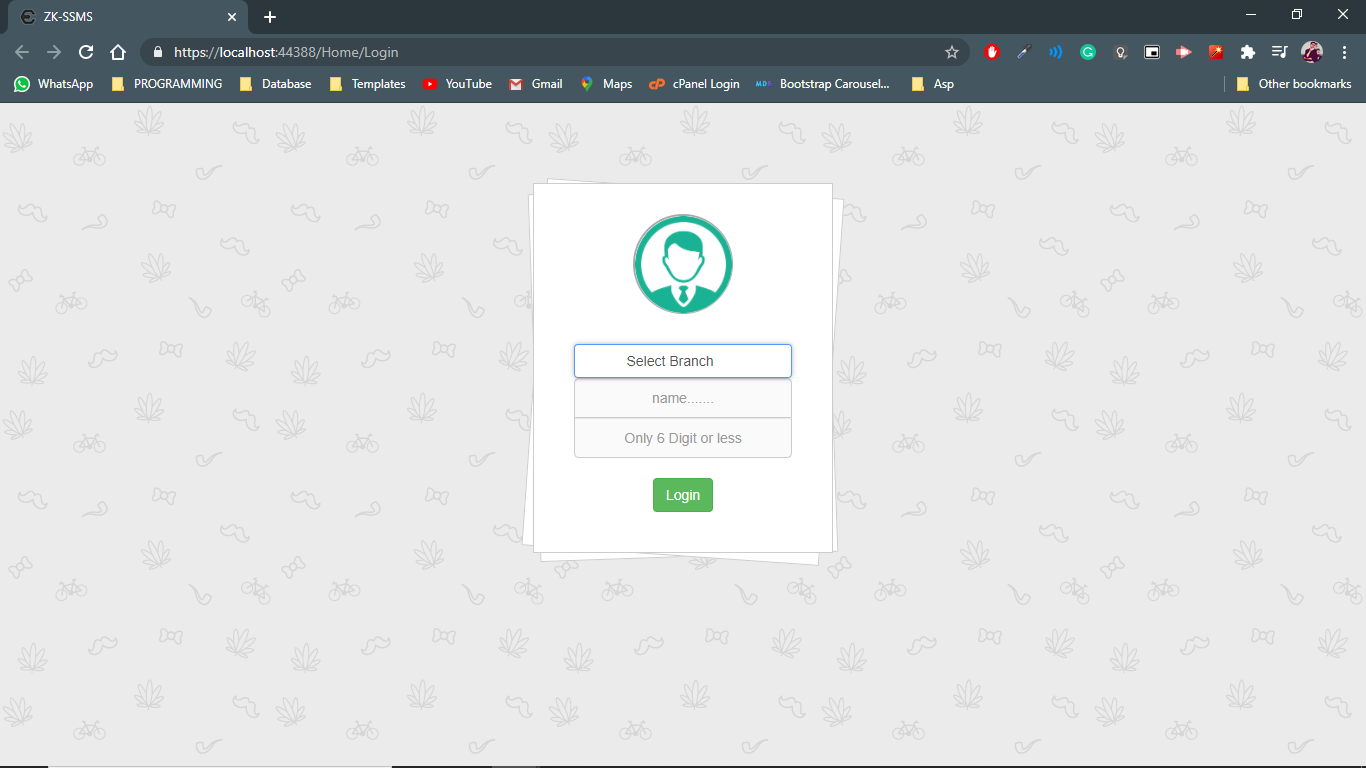 ZK-SSMS
https://localhost:44388/Home/Login
WhatsApp PROGRAMMING Database Templates YouTube Gmail Maps cPanel Login Bootstrap Carousel... Asp Other bookmarks
Select Branch
name.......
Only 6 Digit or less
Login